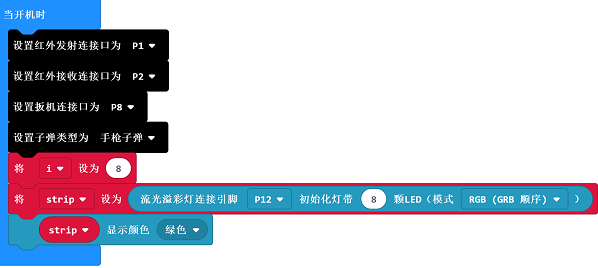 当开机时
设置红外发射连接口为 P1
设置红外接收连接口为 P2
设置扳机连接口为 P8
设置子弹类型为 手枪子弹
将 i 设为 8
将 strip 设为 流光溢彩灯连接引脚 P12 初始化灯带 8 颗LED（模式 RGB (GRB 顺序) ）
strip 显示颜色 绿色